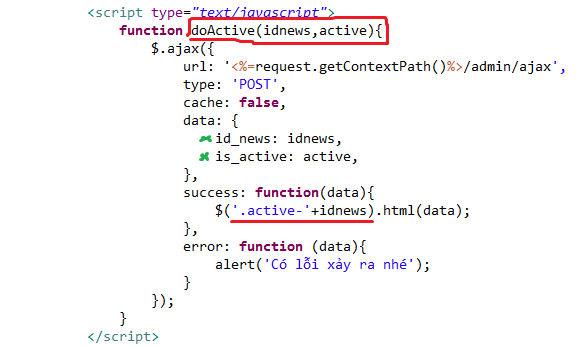 <script type="text/javascript">
function doActive(idnews,active){
$.ajax({
url: '<%=request.getContextPath()%>/admin/ajax',
type: 'POST',
cache: false,
data: {
id_news: idnews,
is_active: active,
},
success: function(data){
$('.active-'+idnews).html(data);
},
error: function (data){
alert('Có lỗi xảy ra nhé');
}
});
}
</script>